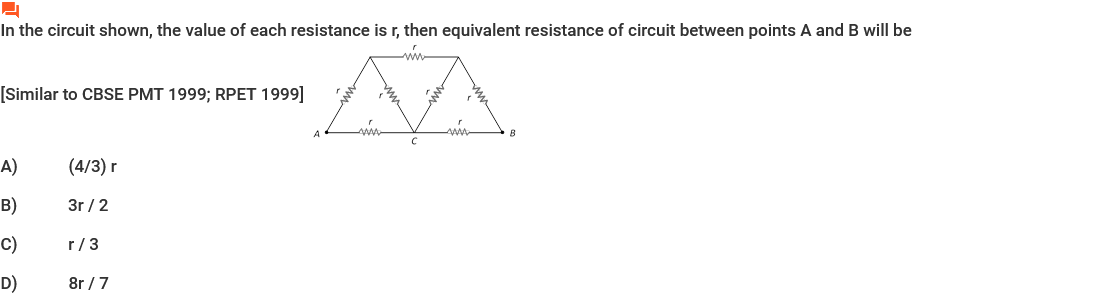 In the circuit shown, the value of each resistance is r, then equivalent resistance of circuit between points A and B will be
r
[Similar to CBSE PMT 1999; RPET 1999]
r r r r
r r
A C B
A) (4/3) r
B) 3r / 2
C) r / 3
D) 8r / 7